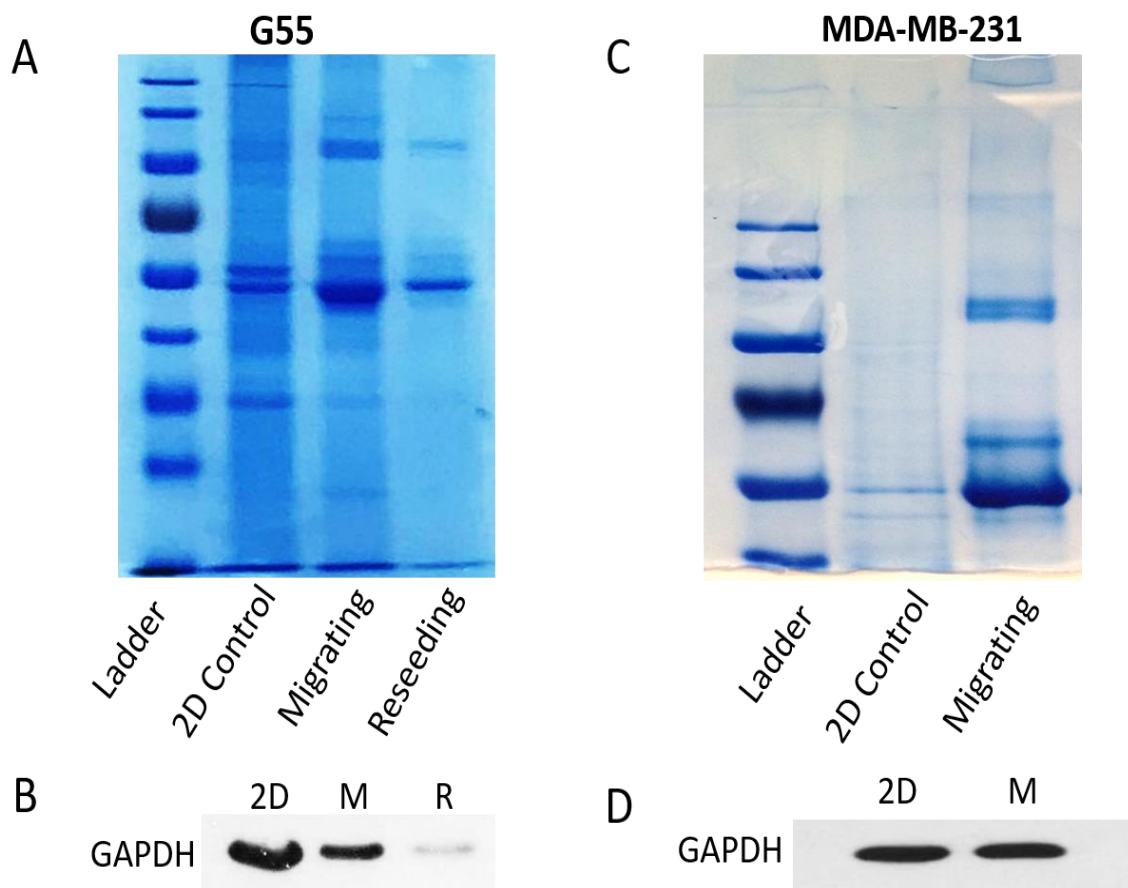 A
G55
Ladder
2D Control
Migrating
Reseeding
B
2D M R
GAPDH
C
MDA-MB-231
Ladder
2D Control
Migrating
D
2D M
GAPDH